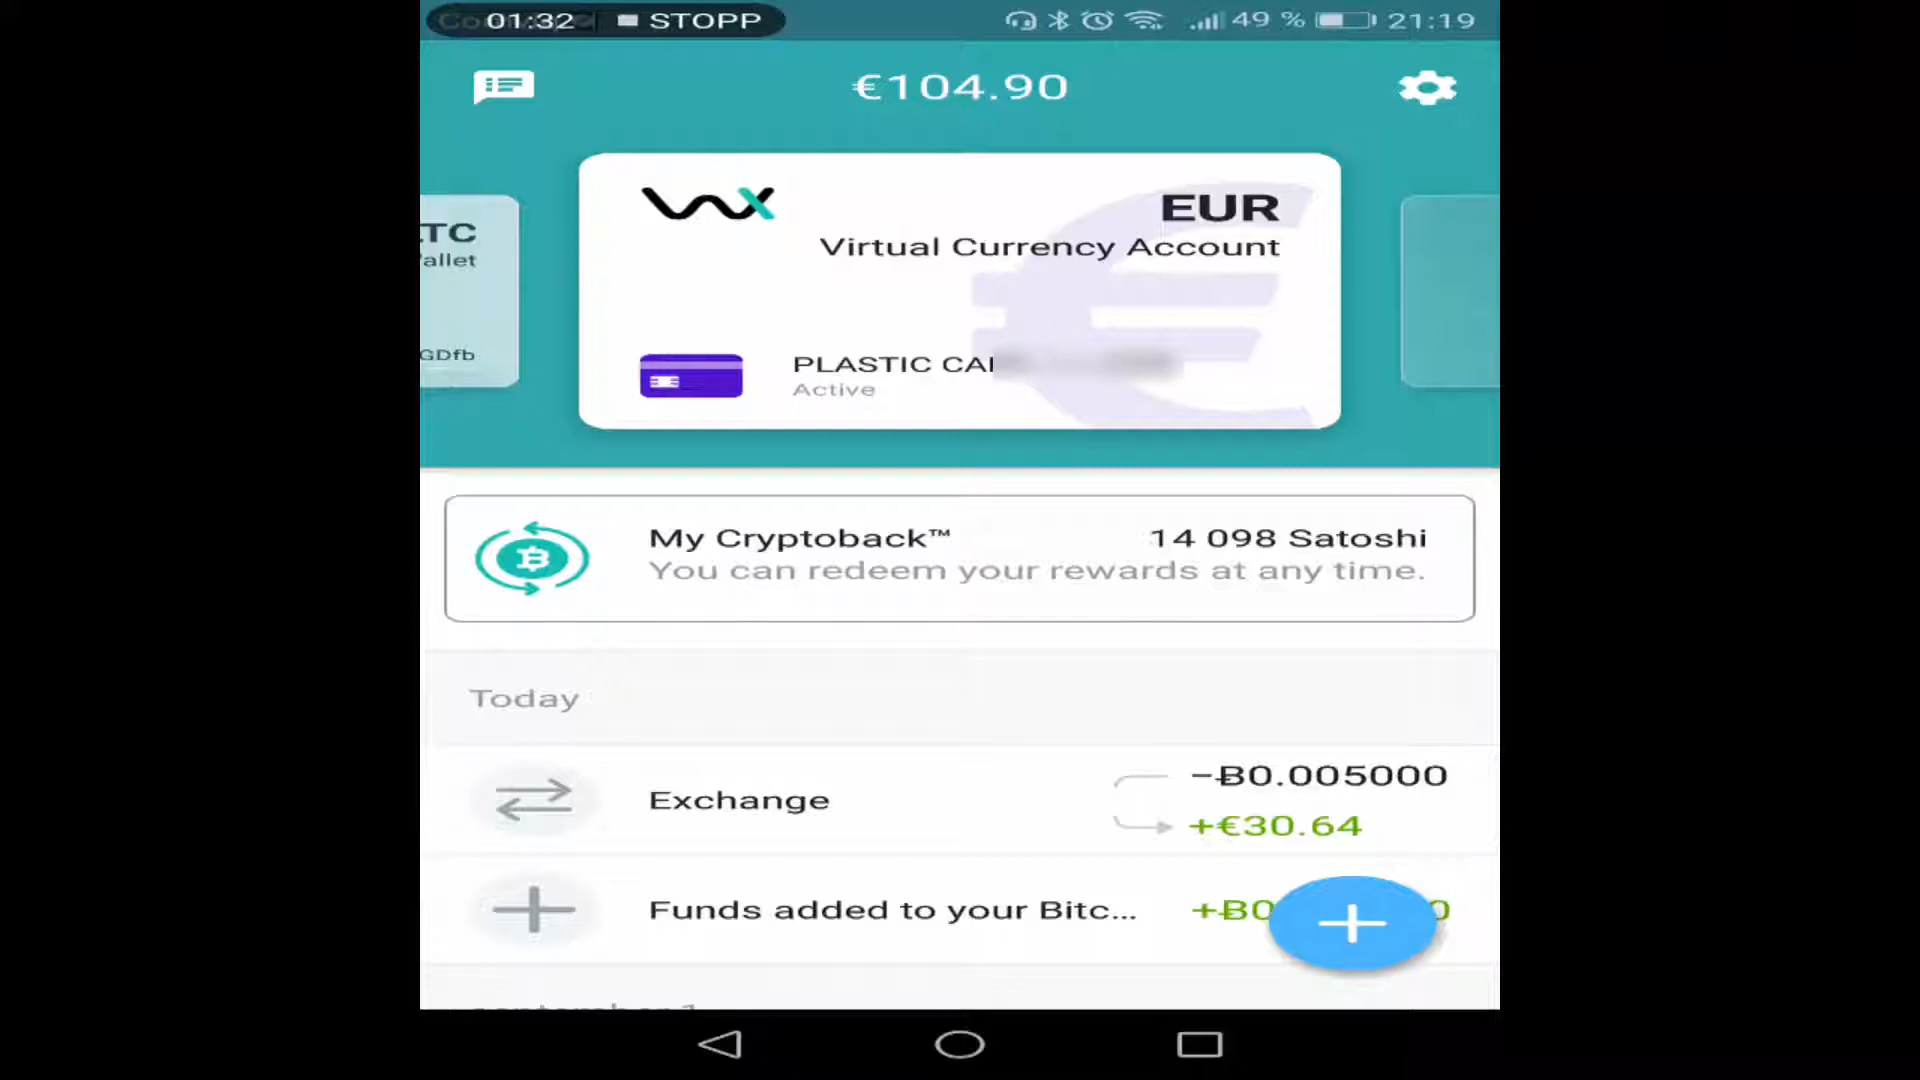 01:32 STOPP 49 % 21:19
€104.90
TC
allet
GDfb
WX
EUR
Virtual Currency Account
PLASTIC CA
Active
My Cryptoback™ 14 098 Satoshi
You can redeem your rewards at any time.
Today
Exchange
−Ƀ0.005000
+€30.64
Funds added to your Bitc... +Ƀ0 0